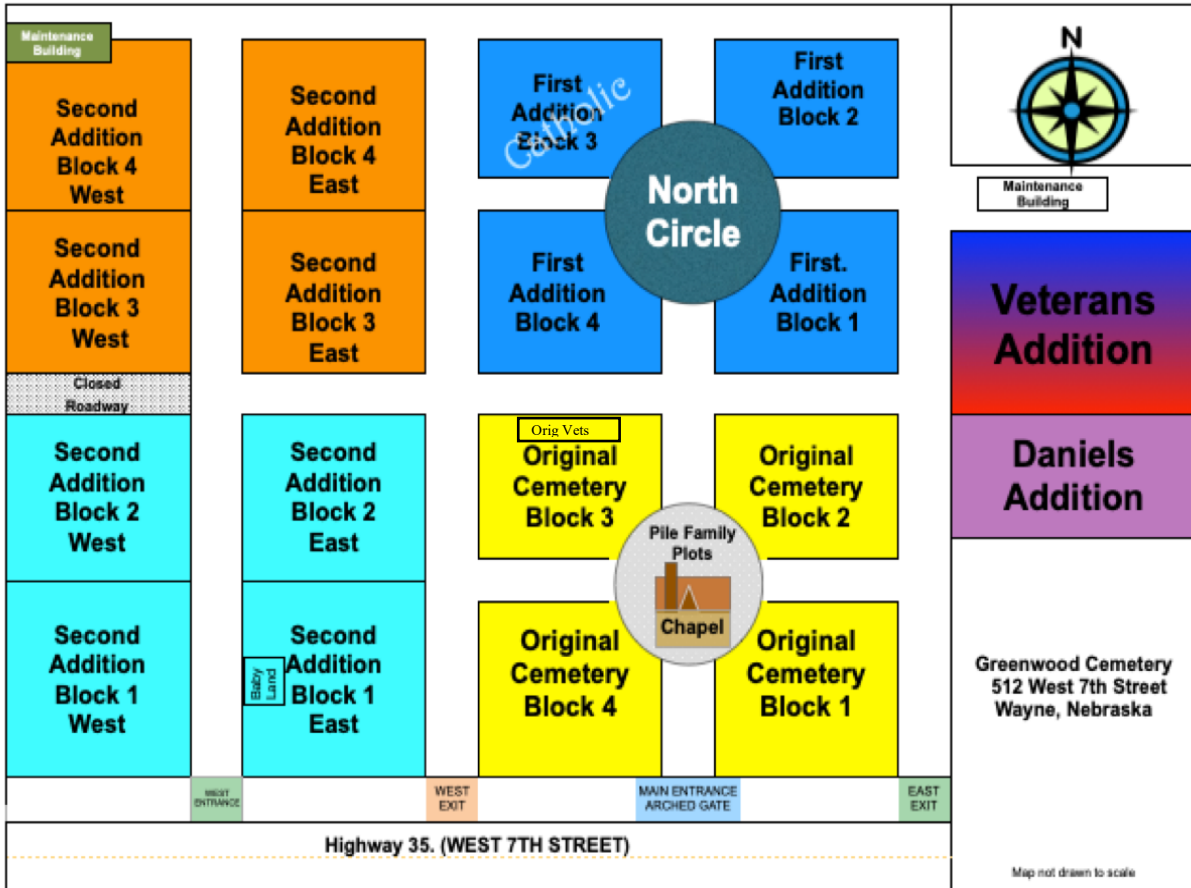 Maintenance
Building
Second
Addition
Block 4
West
Second
Addition
Block 4
East
First
Addition
Block 3
Catholic
First
Addition
Block 2
N
Maintenance
Building
North
Circle
Second
Addition
Block 3
West
Second
Addition
Block 3
East
First
Addition
Block 4
First.
Addition
Block 1
Veterans
Addition
Closed
Roadway
Second
Addition
Block 2
West
Second
Addition
Block 2
East
Orig Vets
Original
Cemetery
Block 3
Original
Cemetery
Block 2
Daniels
Addition
Pile Family
Plots
Chapel
Second
Addition
Block 1
West
Baby
Land
Second
Addition
Block 1
East
Original
Cemetery
Block 4
Original
Cemetery
Block 1
Greenwood Cemetery
512 West 7th Street
Wayne, Nebraska
WEST
ENTRANCE
WEST
EXIT
MAIN ENTRANCE
ARCHED GATE
EAST
EXIT
Highway 35. (WEST 7TH STREET)
Map not drawn to scale